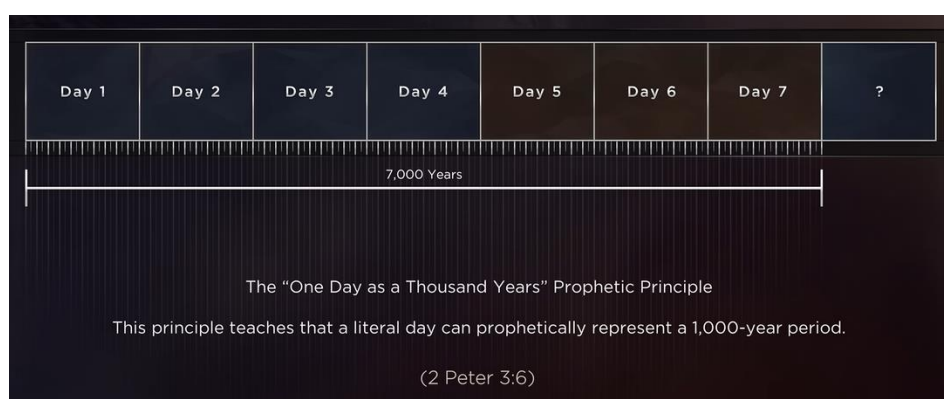 Day 1 Day 2 Day 3 Day 4 Day 5 Day 6 Day 7 ?
7,000 Years
The “One Day as a Thousand Years” Prophetic Principle
This principle teaches that a literal day can prophetically represent a 1,000-year period.
(2 Peter 3:6)